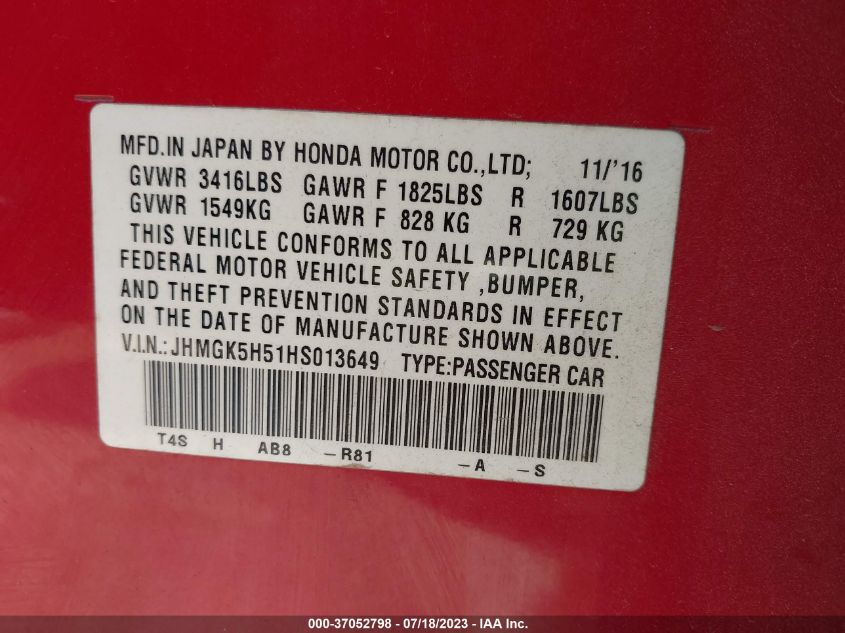 MFD.IN JAPAN BY HONDA MOTOR CO.,LTD; 11/'16
GVWR 3416LBS GAWR F 1825LBS R 1607LBS
GVWR 1549KG GAWR F 828 KG R 729 KG
THIS VEHICLE CONFORMS TO ALL APPLICABLE
FEDERAL MOTOR VEHICLE SAFETY ,BUMPER,
AND THEFT PREVENTION STANDARDS IN EFFECT
ON THE DATE OF MANUFACTURE SHOWN ABOVE.
V.I.N.: JHMGK5H51HS013649 TYPE:PASSENGER CAR
T4S H AB8 -R81 -A -S
000-37052798 - 07/18/2023 - IAA Inc.